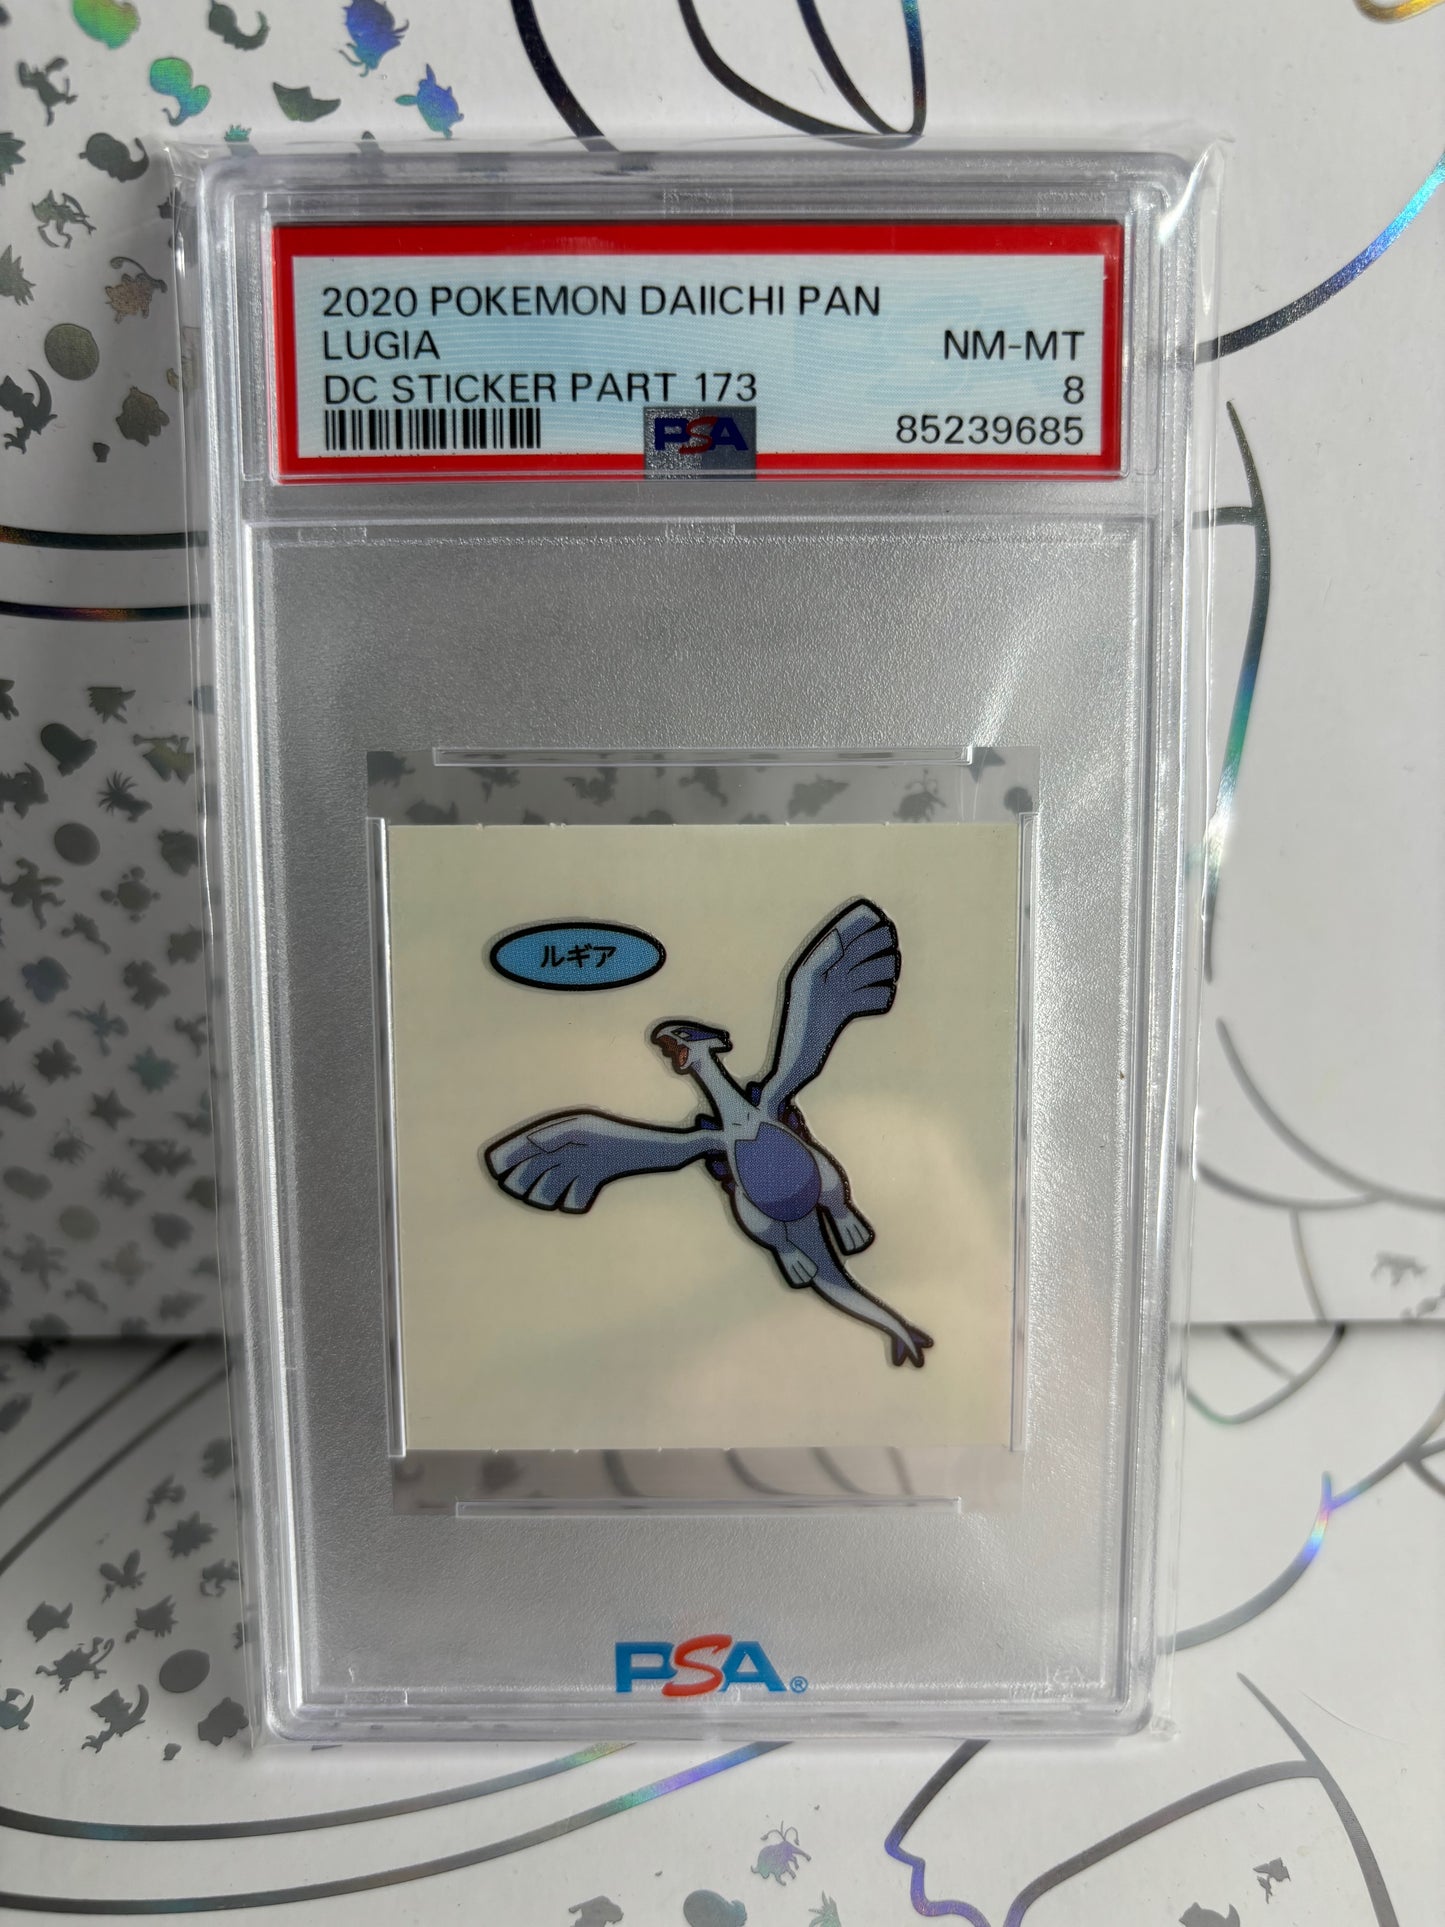 2020 POKEMON DAIICHI PAN
LUGIA NM-MT
DC STICKER PART 173 8
PSA 85239685
ルギア
PSA®